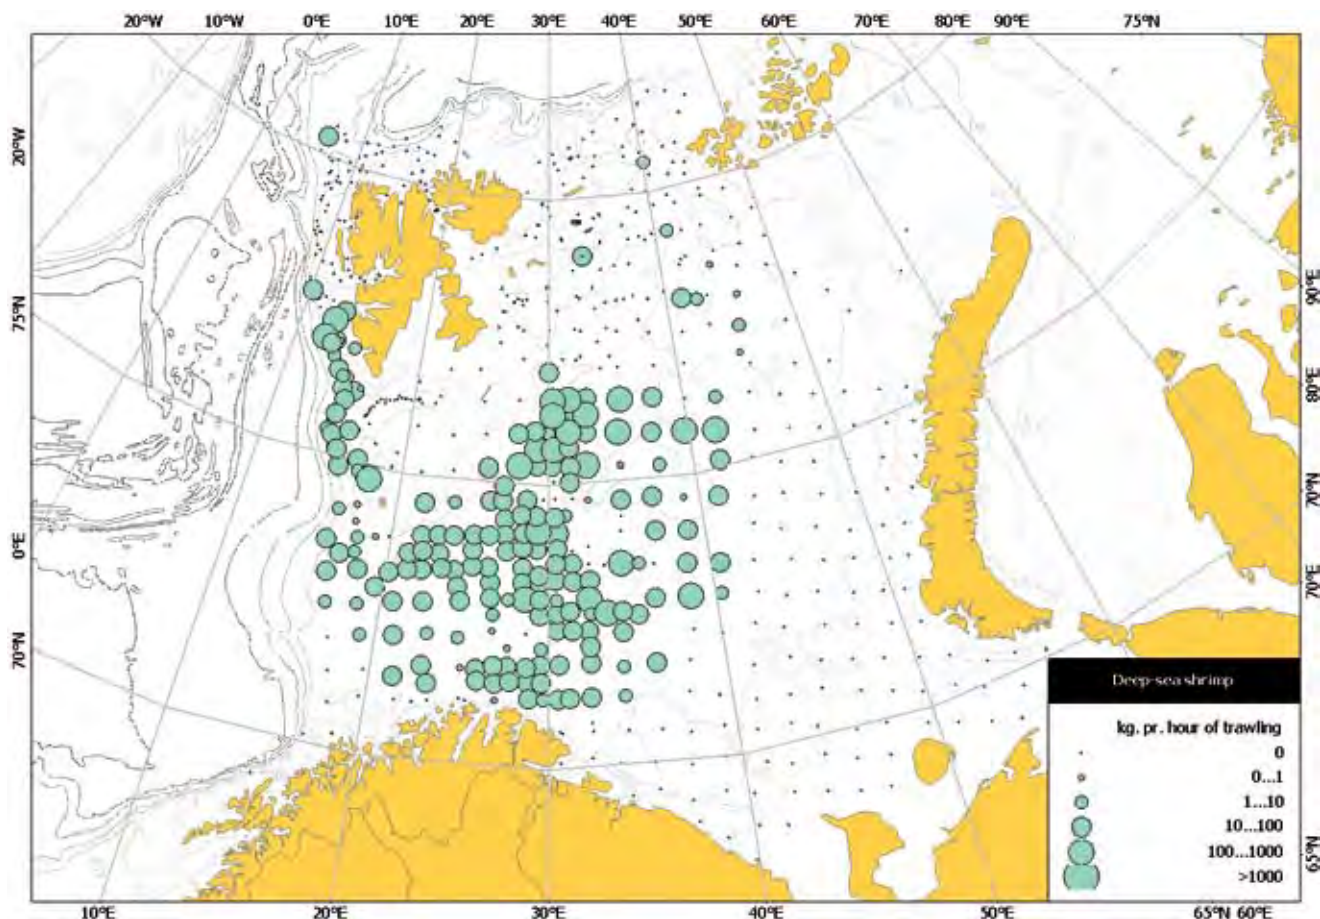 20°W 10°W 0°E 10°E 20°E 30°E 40°E 50°E 60°E 70°E 80°E 90°E 75°N
20°W
75°N
0°E
70°N
90°E
80°E
70°N
70°E
65°N
Deep-sea shrimp
kg. pr. hour of trawling
0
0...1
1...10
10...100
100...1000
>1000
10°E 20°E 30°E 40°E 50°E 65°N 60°E